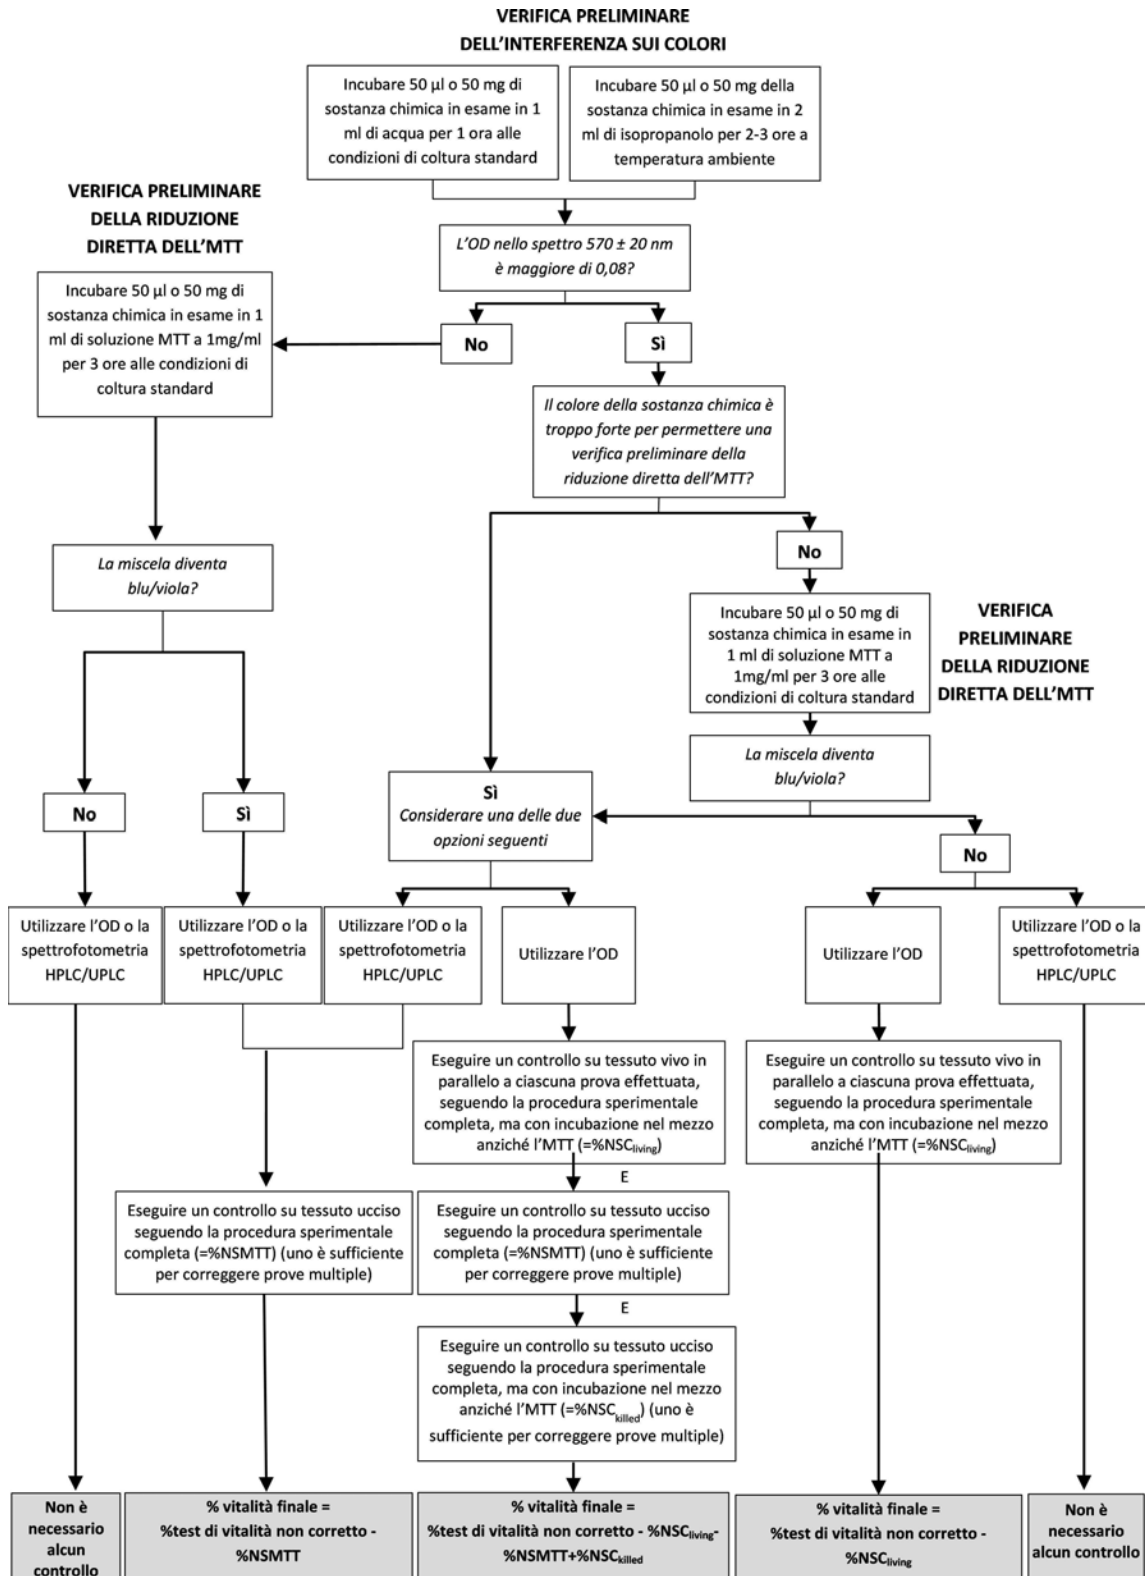 VERIFICA PRELIMINARE
DELL'INTERFERENZA SUI COLORI
Incubare 50 µl o 50 mg di
sostanza chimica in esame in 1
ml di acqua per 1 ora alle
condizioni di coltura standard
Incubare 50 µl o 50 mg della
sostanza chimica in esame in 2
ml di isopropanolo per 2-3 ore a
temperatura ambiente
VERIFICA PRELIMINARE
DELLA RIDUZIONE
DIRETTA DELL'MTT
L'OD nello spettro 570 ± 20 nm
è maggiore di 0,08?
Incubare 50 µl o 50 mg di
sostanza chimica in esame in 1
ml di soluzione MTT a 1mg/ml
per 3 ore alle condizioni di
coltura standard
No
Sì
Il colore della sostanza chimica è
troppo forte per permettere una
verifica preliminare della
riduzione diretta dell'MTT?
La miscela diventa
blu/viola?
No
Incubare 50 µl o 50 mg di
sostanza chimica in esame in
1 ml di soluzione MTT a
1mg/ml per 3 ore alle
condizioni di coltura standard
VERIFICA
PRELIMINARE
DELLA RIDUZIONE
DIRETTA DELL'MTT
La miscela diventa
blu/viola?
No
Sì
Sì
Considerare una delle due
opzioni seguenti
No
Utilizzare l'OD o la
spettrofotometria
HPLC/UPLC
Utilizzare l'OD o la
spettrofotometria
HPLC/UPLC
Utilizzare l'OD o la
spettrofotometria
HPLC/UPLC
Utilizzare l'OD
Utilizzare l'OD
Utilizzare l'OD o la
spettrofotometria
HPLC/UPLC
Eseguire un controllo su tessuto vivo in
parallelo a ciascuna prova effettuata,
seguendo la procedura sperimentale
completa, ma con incubazione nel mezzo
anziché l'MTT (=%NSCliving)
Eseguire un controllo su tessuto vivo in
parallelo a ciascuna prova effettuata,
seguendo la procedura sperimentale
completa, ma con incubazione nel mezzo
anziché l'MTT (=%NSCliving)
E
Eseguire un controllo su tessuto ucciso
seguendo la procedura sperimentale
completa (=%NSMTT) (uno è sufficiente
per correggere prove multiple)
Eseguire un controllo su tessuto ucciso
seguendo la procedura sperimentale
completa (=%NSMTT) (uno è sufficiente
per correggere prove multiple)
E
Eseguire un controllo su tessuto ucciso
seguendo la procedura sperimentale
completa, ma con incubazione nel mezzo
anziché l'MTT (=%NSCkilled) (uno è
sufficiente per correggere prove multiple)
Non è
necessario
alcun
controllo
% vitalità finale =
%test di vitalità non corretto -
%NSMTT
% vitalità finale =
%test di vitalità non corretto - %NSCliving-
%NSMTT+%NSCkilled
% vitalità finale =
%test di vitalità non corretto -
%NSCliving
Non è
necessario
alcun controllo